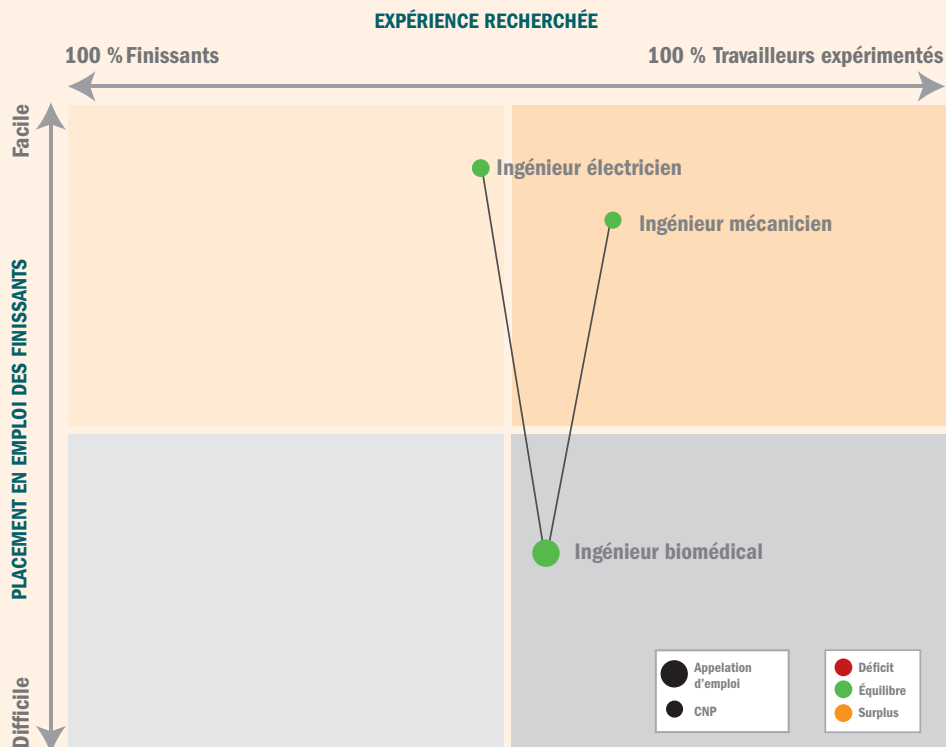 EXPÉRIENCE RECHERCHÉE
100 % Finissants
100 % Travailleurs expérimentés
Facile
PLACEMENT EN EMPLOI DES FINISSANTS
Difficile
Ingénieur électricien
Ingénieur mécanicien
Ingénieur biomédical
Appelation
d'emploi
CNP
Déficit
Équilibre
Surplus